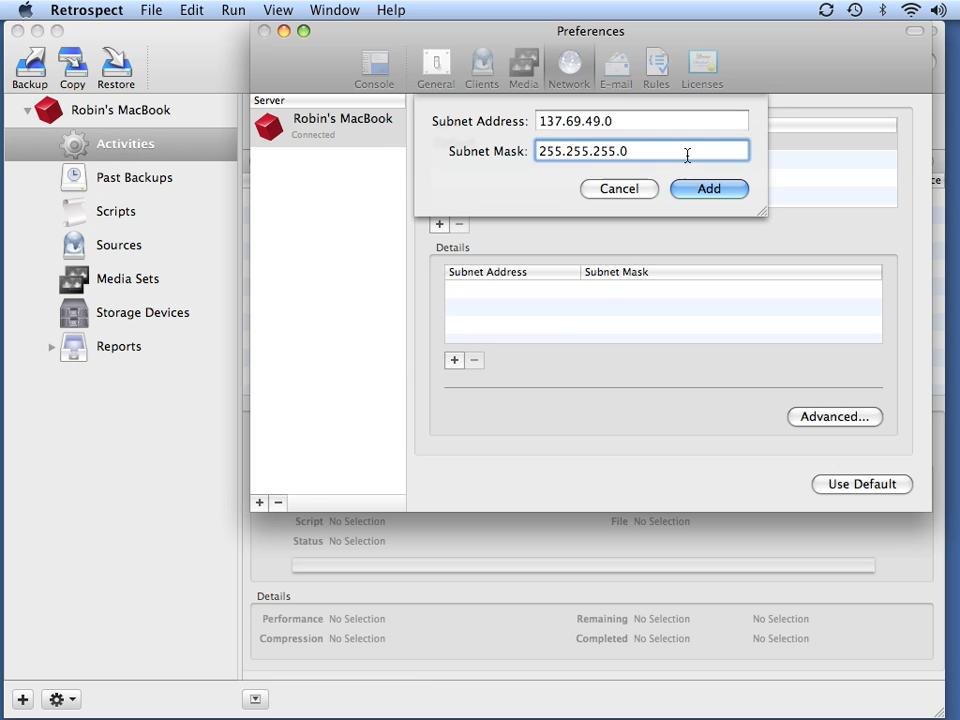 Retrospect File Edit Run View Window Help
Preferences
Backup Copy Restore
Console General Clients Media Network E-mail Rules Licenses
Robin's MacBook
Activities
Past Backups
Scripts
Sources
Media Sets
Storage Devices
Reports
Server
Robin's MacBook
Connected
Subnet Address: 137.69.49.0
Subnet Mask: 255.255.255.0
Cancel Add
ce
+ −
Details
Subnet Address Subnet Mask
+ −
Advanced...
Use Default
+ −
Script No Selection File No Selection
Status No Selection
Details
Performance No Selection Remaining No Selection No Selection
Compression No Selection Completed No Selection No Selection
+